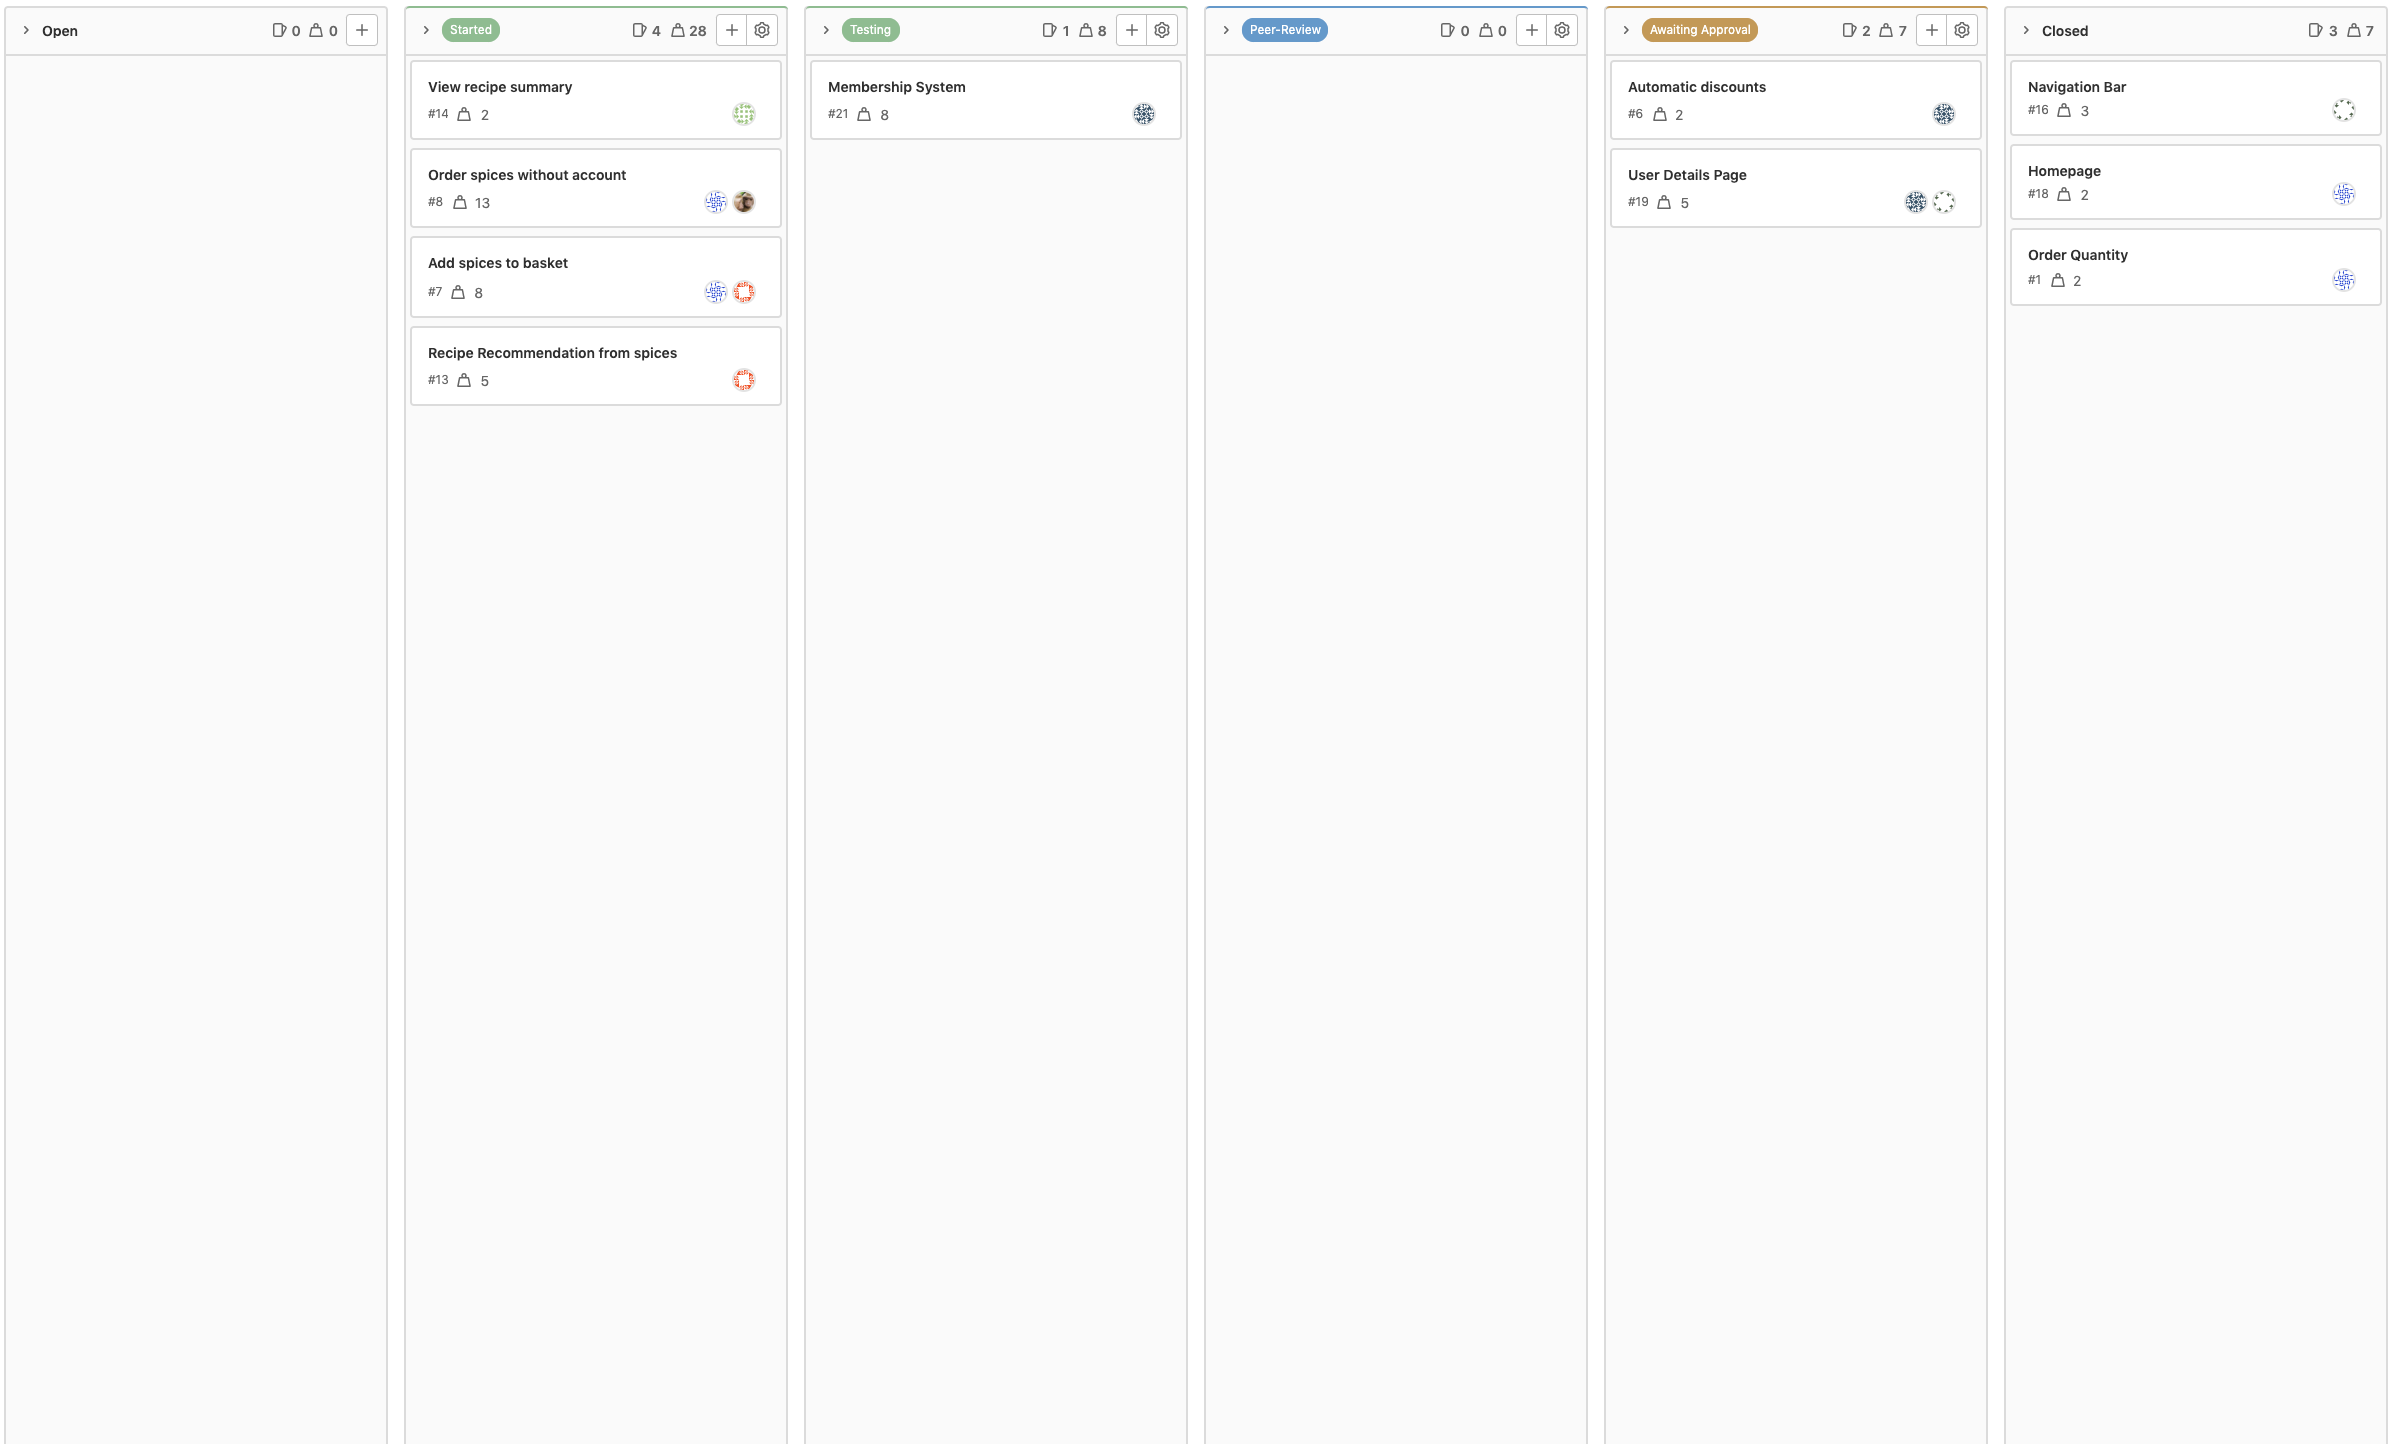 Open 0 0
Started 4 28
View recipe summary
#14 2
Order spices without account
#8 13
Add spices to basket
#7 8
Recipe Recommendation from spices
#13 5
Testing 1 8
Membership System
#21 8
Peer-Review 0 0
Awaiting Approval 2 7
Automatic discounts
#6 2
User Details Page
#19 5
Closed 3 7
Navigation Bar
#16 3
Homepage
#18 2
Order Quantity
#1 2